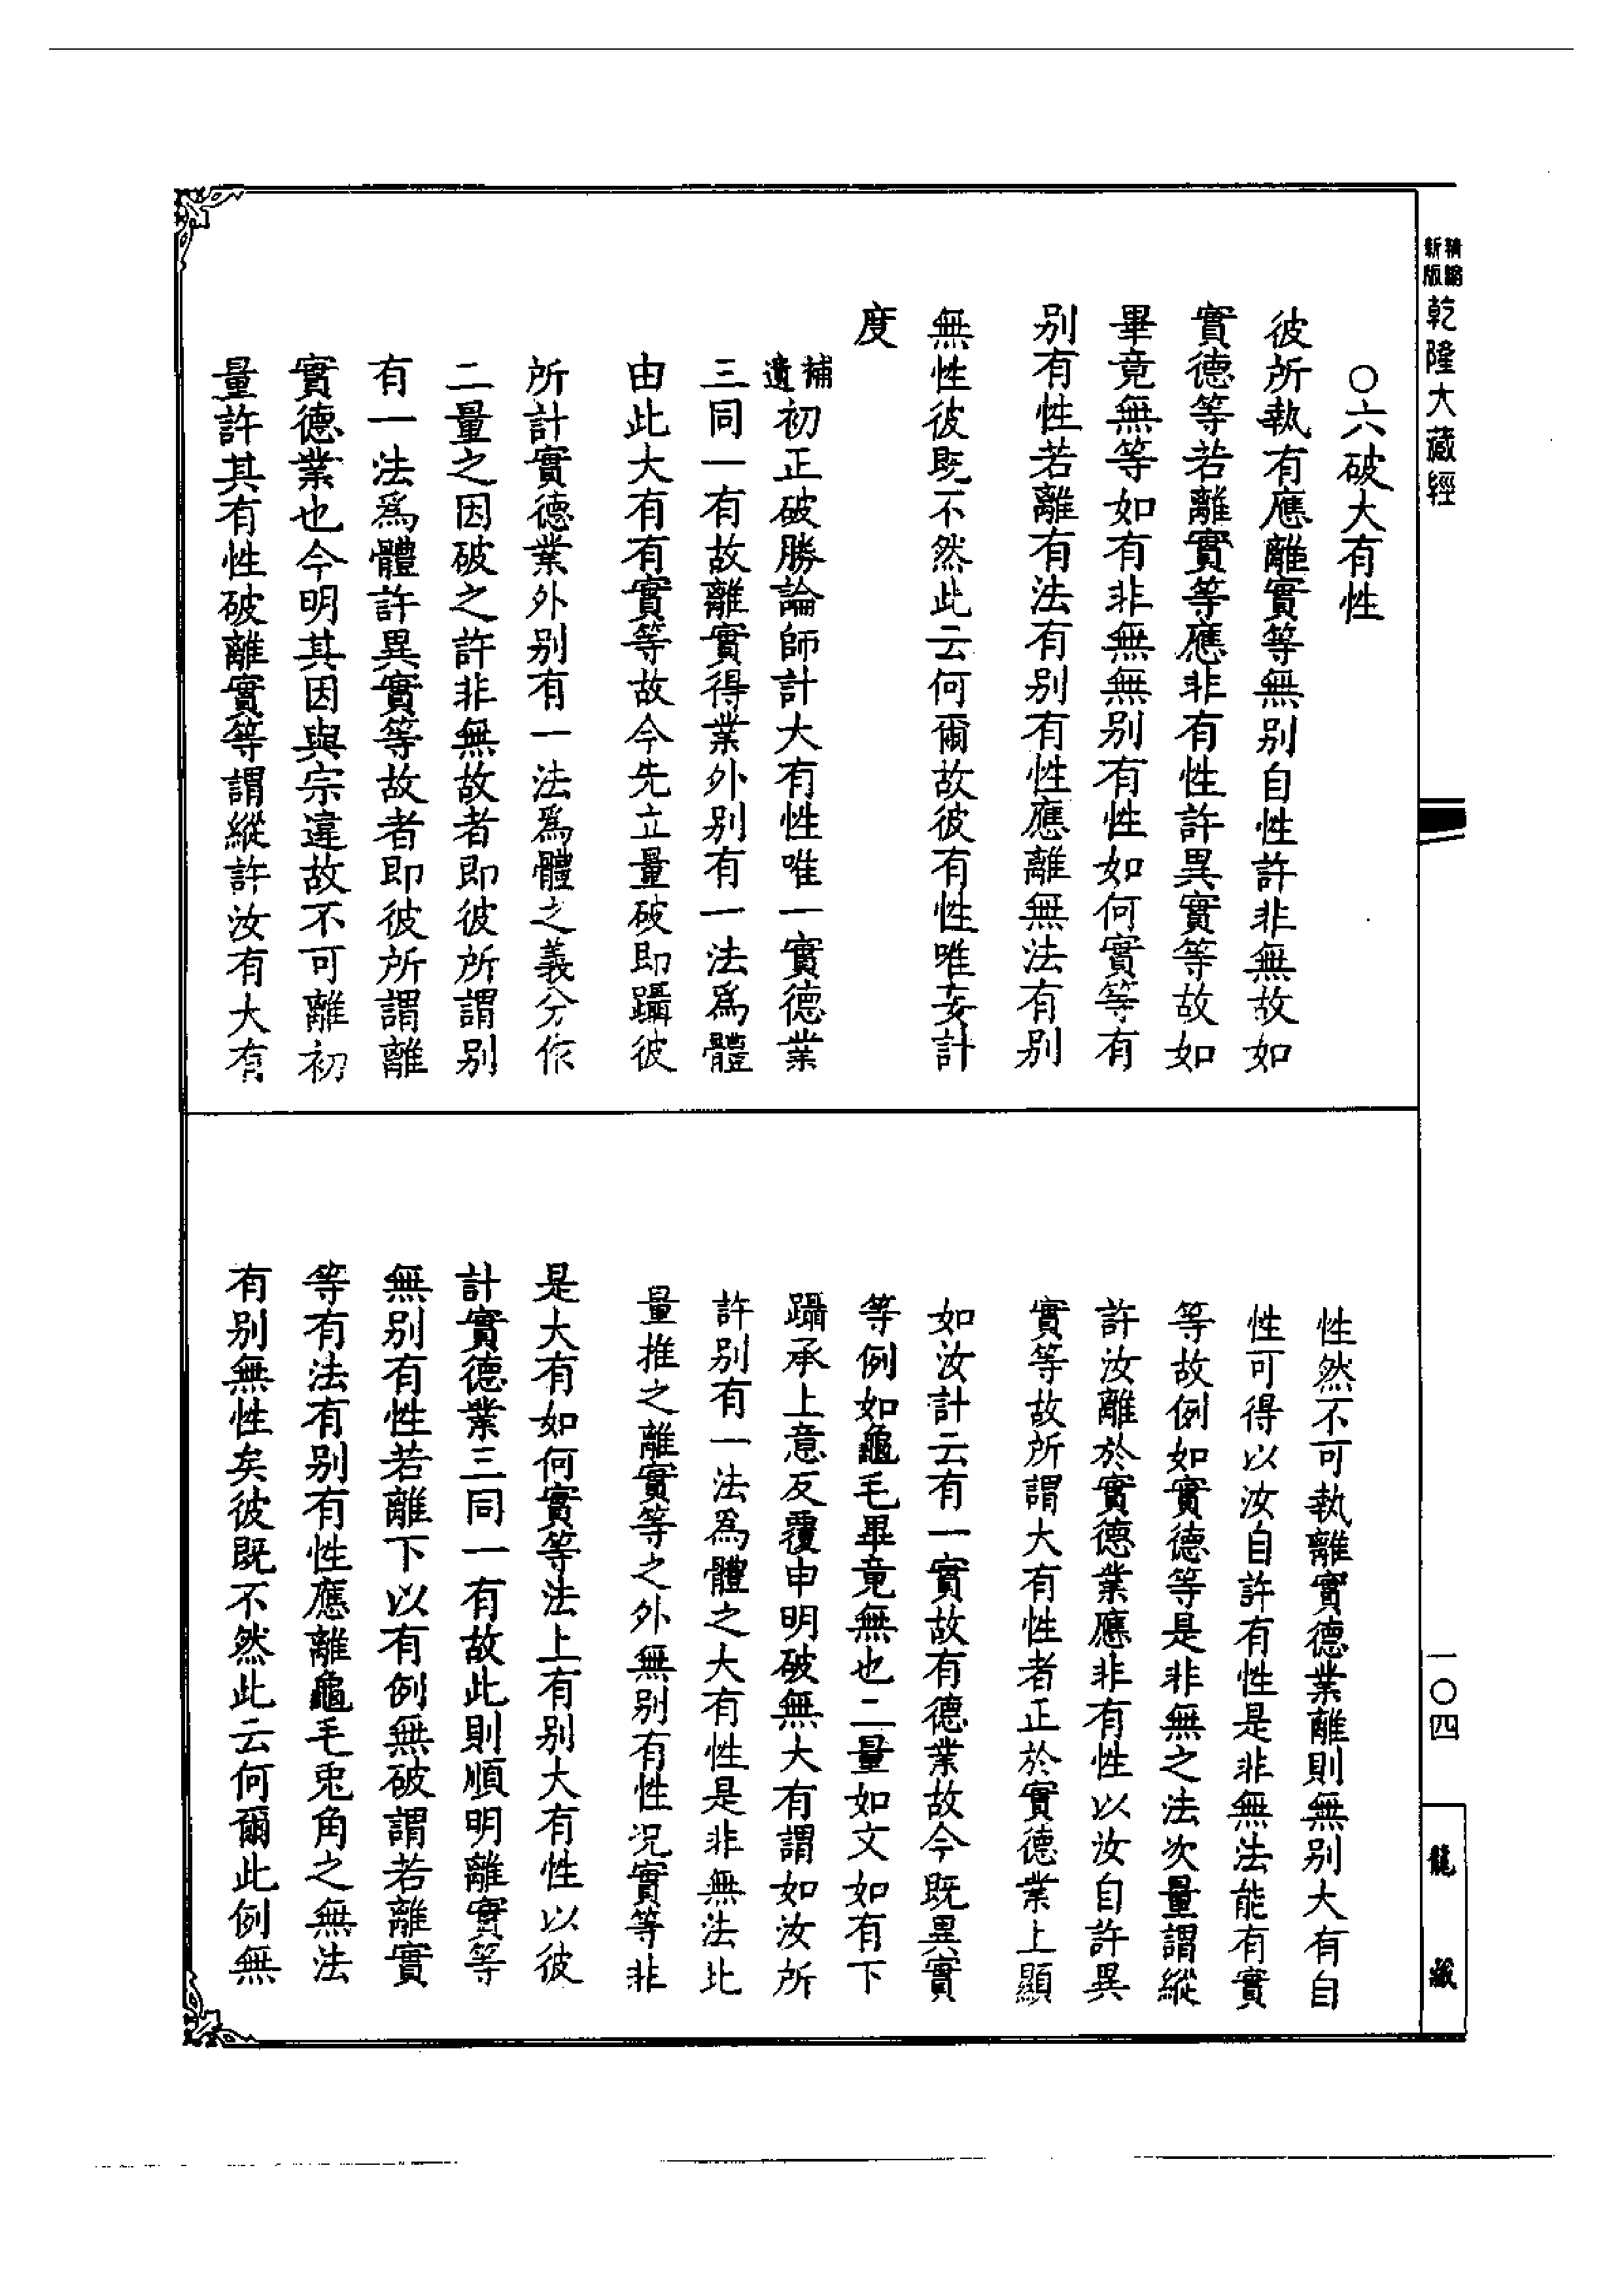 精縮新版 乾隆大藏經
○六破大有性
彼所執有應離實等無別自性許非無故如
實德等若離實等應非有性許異實等故如
畢竟無等如有非無無別有性如何實等有
別有性若離有法有別有性應離無法有別
無性彼既不然此云何爾故彼有性唯妄計
度
補遺初正破勝論師計大有性唯一實德業
三同一有故離實得業外別有一法為體
由此大有有實等故今先立量破即躡彼
所計實德業外別有一法為體之義分作
二量之因破之許非無故者即彼所謂別
有一法為體許異實等故者即彼所謂離
實德業也今明其因與宗違故不可離初
量許其有性破離實等謂縱許汝有大有
性然不可執離實德業離則無別大有自
性可得以汝自許有性是非無法能有實
等故例如實德等是非無之法次量謂縱
許汝離於實德業應非有性以汝自許異
實等故所謂大有性者正於實德業上顯
如汝計云有一實故有德業故今既異實
等例如龜毛畢竟無也二量如文如有下
躡承上意反覆申明破無大有謂如汝所
許別有一法為體之大有性是非無法比
量推之離實等之外無別有性況實等非
是大有如何實等法上有別大有性以彼
計實德業三同一有故此則順明離實等
無別有性若離下以有例無破謂若離實
等有法有別有性應離龜毛兎角之無法
有別無性矣彼既不然此云何爾此例無
一〇四
龍藏